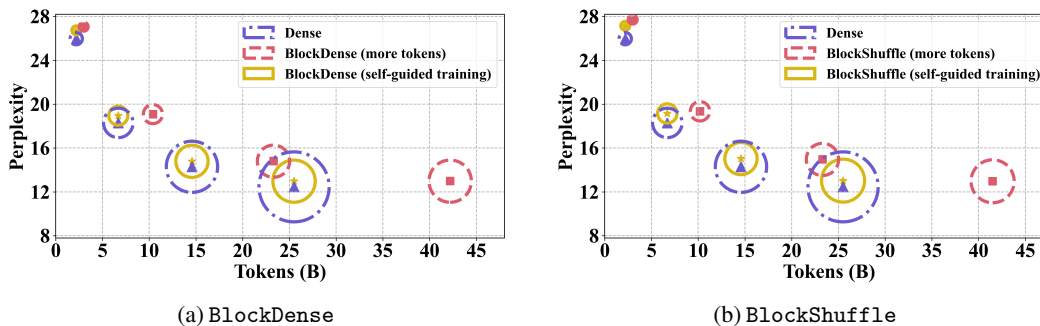 28
24
20
16
12
8
Perplexity
Dense
BlockDense (more tokens)
BlockDense (self-guided training)
0 5 10 15 20 25 30 35 40 45
Tokens (B)
(a) BlockDense
28
24
20
16
12
8
Perplexity
Dense
BlockShuffle (more tokens)
BlockShuffle (self-guided training)
0 5 10 15 20 25 30 35 40 45
Tokens (B)
(b) BlockShuffle